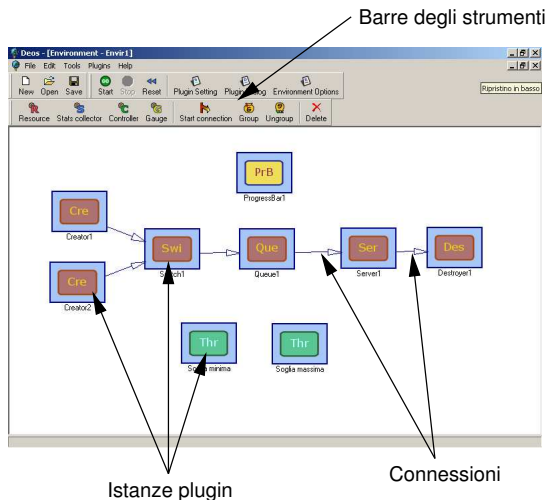 Barre degli strumenti
Deos - [Environment - Envir1]
File Edit Tools Plugins Help
New Open Save Start Stop Reset Plugin Setting Environment Options
Ripristino in basso
Resource Stats collector Controller Gauge Start connection Group Ungroup Delete
PrB
ProgressBar1
Cre
Creator1
Swi
Que
Queue1
Ser
Server1
Des
Destroyer1
Cre
Creator2
Thr
Thr
Soglia massima
Istanze plugin
Connessioni